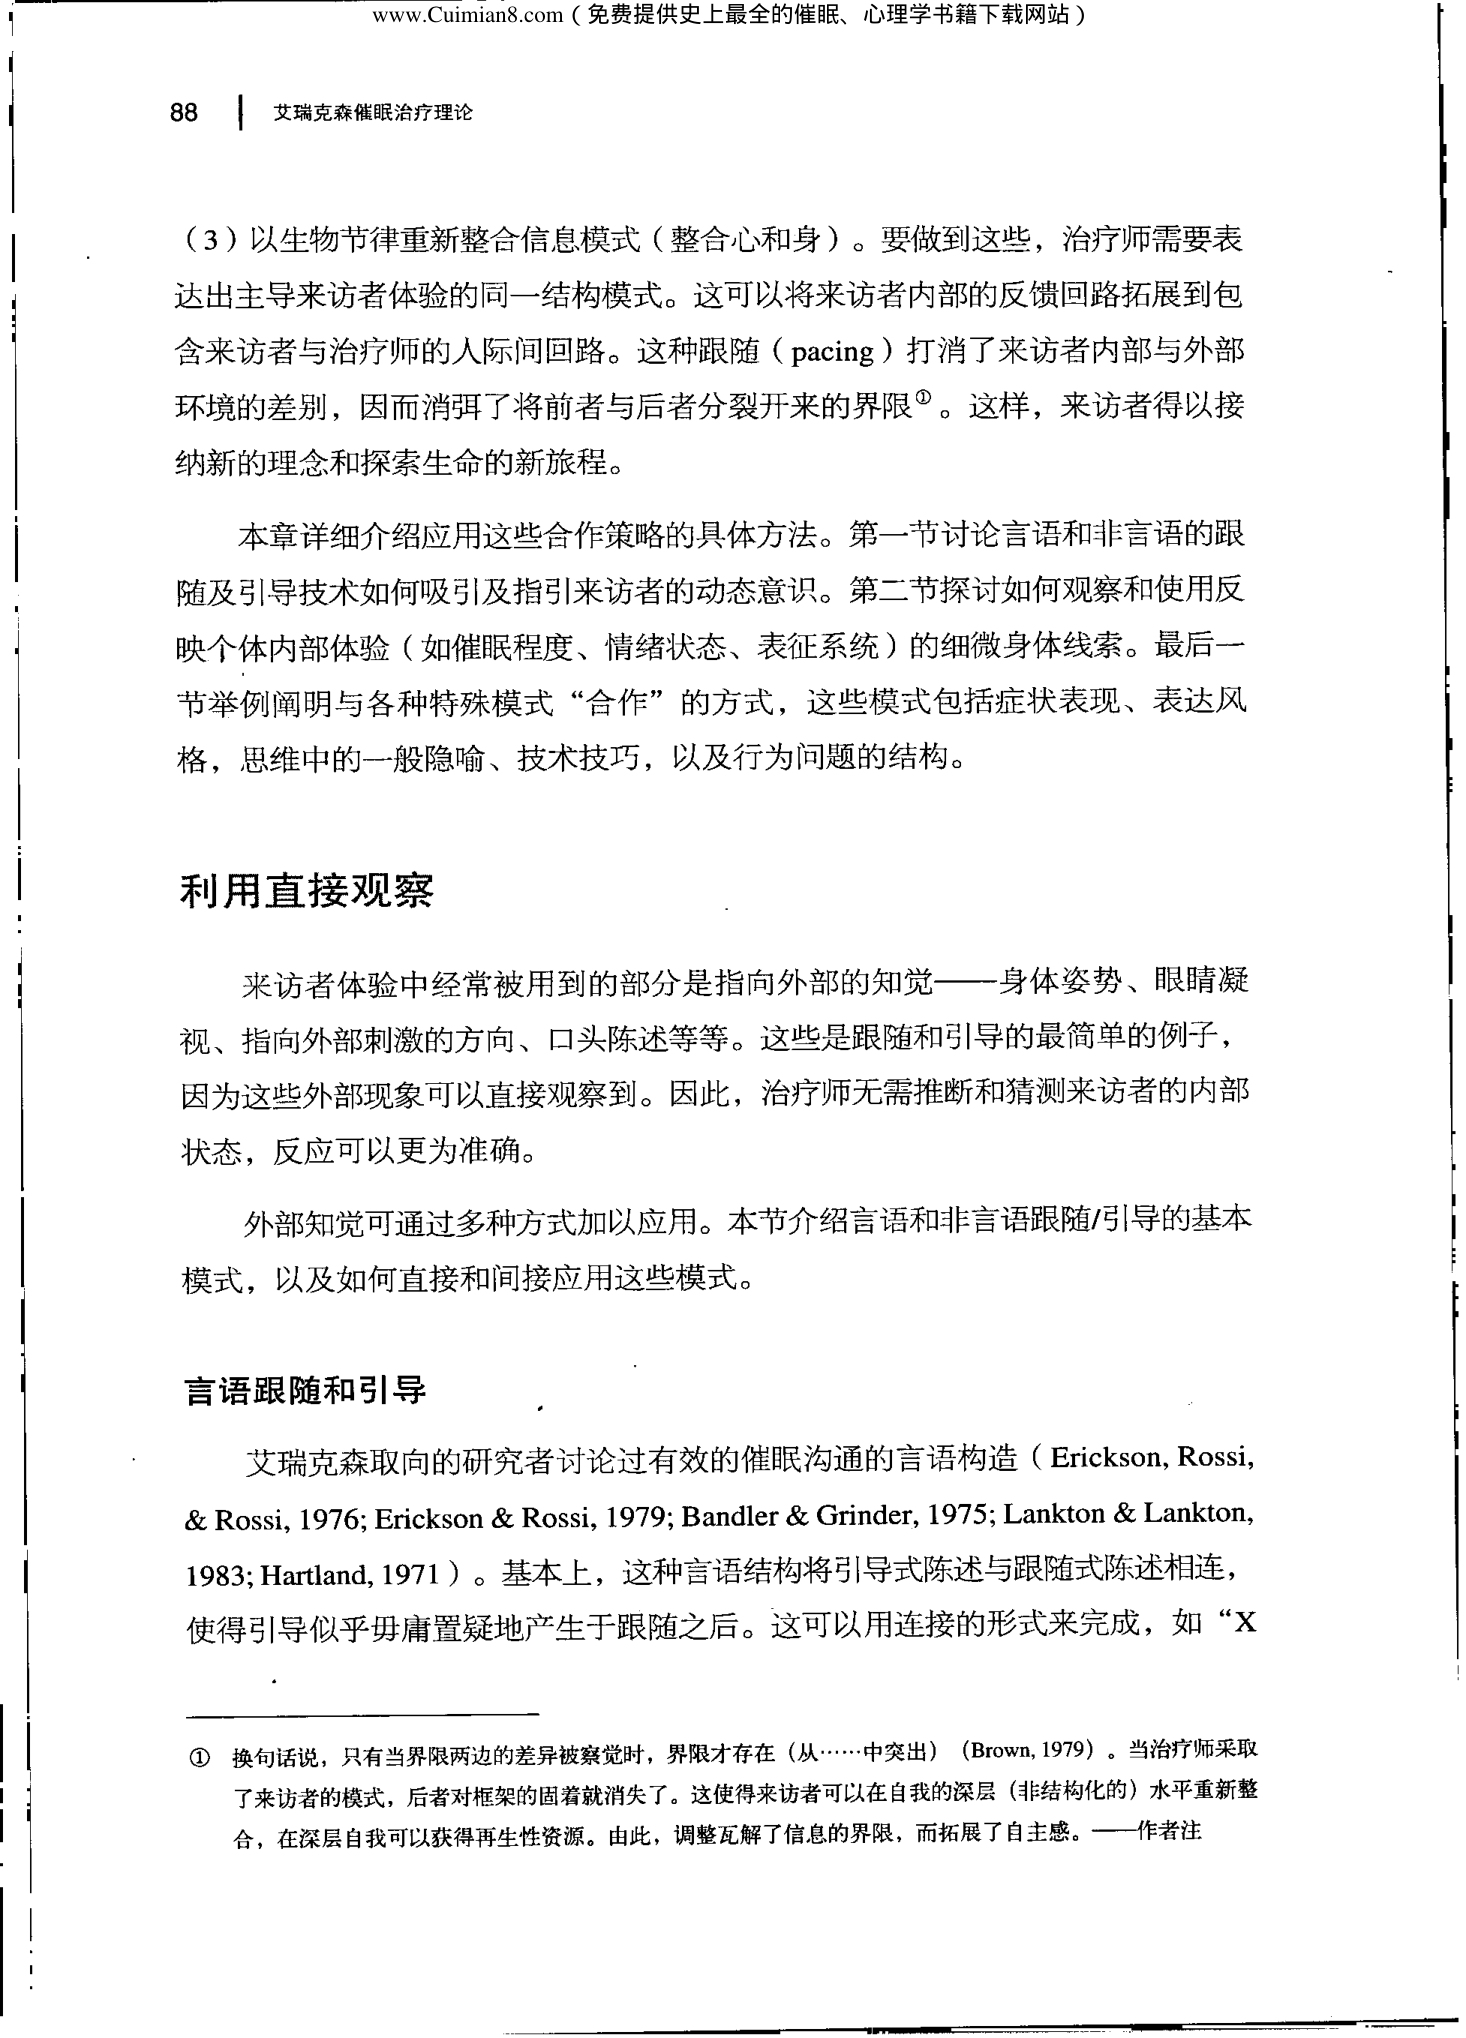 www.Cuimian8.com（免费提供史上最全的催眠、心理学书籍下载网站）
88 艾瑞克森催眠治疗理论
（3）以生物节律重新整合信息模式（整合心和身）。要做到这些，治疗师需要表
达出主导来访者体验的同一结构模式。这可以将来访者内部的反馈回路拓展到包
含来访者与治疗师的人际间回路。这种跟随（pacing）打消了来访者内部与外部
环境的差别，因而消弭了将前者与后者分裂开来的界限①。这样，来访者得以接
纳新的理念和探索生命的新旅程。
本章详细介绍应用这些合作策略的具体方法。第一节讨论言语和非言语的跟
随及引导技术如何吸引及指引来访者的动态意识。第二节探讨如何观察和使用反
映个体内部体验（如催眠程度、情绪状态、表征系统）的细微身体线索。最后一
节举例阐明与各种特殊模式“合作”的方式，这些模式包括症状表现、表达风
格，思维中的一般隐喻、技术技巧，以及行为问题的结构。
利用直接观察
来访者体验中经常被用到的部分是指向外部的知觉——身体姿势、眼睛凝
视、指向外部刺激的方向、口头陈述等等。这些是跟随和引导的最简单的例子，
因为这些外部现象可以直接观察到。因此，治疗师无需推断和猜测来访者的内部
状态，反应可以更为准确。
外部知觉可通过多种方式加以应用。本节介绍言语和非言语跟随/引导的基本
模式，以及如何直接和间接应用这些模式。
言语跟随和引导
艾瑞克森取向的研究者讨论过有效的催眠沟通的言语构造（Erickson, Rossi,
& Rossi, 1976; Erickson & Rossi, 1979; Bandler & Grinder, 1975; Lankton & Lankton,
1983; Hartland, 1971）。基本上，这种言语结构将引导式陈述与跟随式陈述相连，
使得引导似乎毋庸置疑地产生于跟随之后。这可以用连接的形式来完成，如“X
① 换句话说，只有当界限两边的差异被察觉时，界限才存在（从……中突出）（Brown, 1979）。当治疗师采取
了来访者的模式，后者对框架的固着就消失了。这使得来访者可以在自我的深层（非结构化的）水平重新整
合，在深层自我可以获得再生性资源。由此，调整瓦解了信息的界限，而拓展了自主感。——作者注